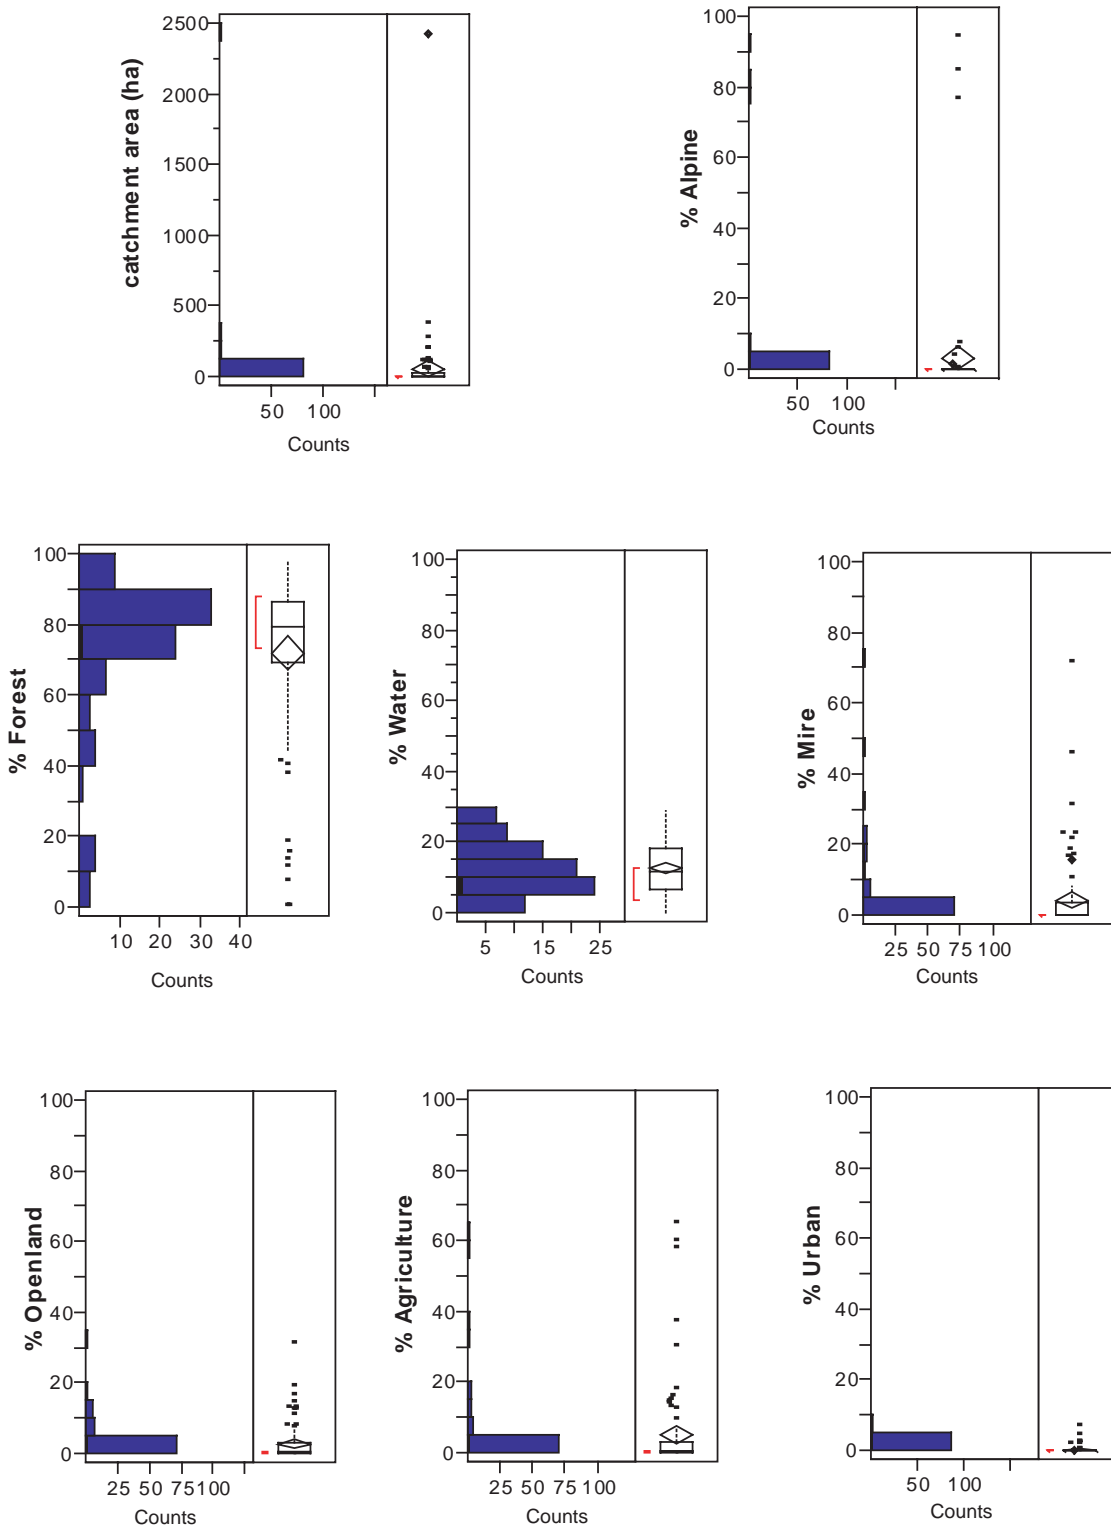 catchment area (ha)
2500
2000
1500
1000
500
0
50 100
Counts
% Alpine
100
80
60
40
20
0
50 100
Counts
% Forest
100
80
60
40
20
0
10 20 30 40
Counts
% Water
100
80
60
40
20
0
5 15 25
Counts
% Mire
100
80
60
40
20
0
25 50 75 100
Counts
% Openland
100
80
60
40
20
0
25 50 75 100
Counts
% Agriculture
100
80
60
40
20
0
25 50 75 100
Counts
% Urban
100
80
60
40
20
0
50 100
Counts